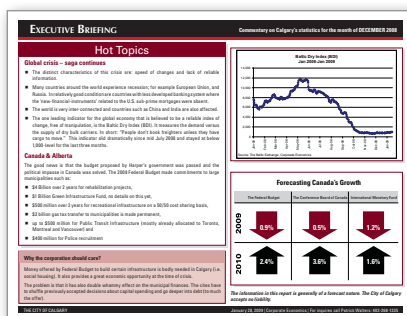 EXECUTIVE BRIEFING
Commentary on Calgary's statistics for the month of DECEMBER 2008
Hot Topics
Global crisis – saga continues
The distinct characteristics of this crisis are: speed of changes and lack of reliable
information.
Many countries around the world experience recession; for example European Union, and
Russia. In relatively good condition are countries with less developed banking system where
the 'new-financial-instruments' related to the U.S. sub-prime mortgages were absent.
The world is very inter-connected and countries such as China and India are also affected.
The one leading indicator for the global economy that is believed to be a reliable index of
change, free of manipulation, is the Baltic Dry Index (BDI). It measures the demand versus
the supply of dry bulk carriers. In short: "People don't book freighters unless they have
cargo to move." This indicator slid dramatically since mid July 2008 and stayed at below
1,000-level for the last three months.
Canada & Alberta
The good news is that the budget proposed by Harper's government was passed and the
political impasse in Canada was solved. The 2009 Federal Budget made commitments to large
municipalities such as:
$4 Billion over 2 years for rehabilitation projects,
$1 Billion Green Infrastructure Fund, no details on this yet,
$500 million over 2 years for recreational infrastructure on a 50/50 cost sharing basis,
$2 billion gas tax transfer to municipalities is made permanent,
up to $500 million for Public Transit Infrastructure (mostly already allocated to Toronto,
Montreal and Vancouver) and
$400 million for Police recruitment
Why the corporation should care?
Money offered by Federal Budget to build certain infrastructure is badly needed in Calgary (i.e.
social housing). It also provides a great economic opportunity at the time of crisis.
The problem is that it has also double whammy effect on the municipal finances. The cities have
to shuffle previously accepted decisions about capital spending and go deeper into debt (to match
the offer).
Baltic Dry Index (BDI)
Jan 2008-Jan 2009
Source: The Baltic Exchange, Corporate Economics
Forecasting Canada's Growth
The Federal Budget
The Conference Board of Canada
International Monetary Fund
2009
0.9%
0.5%
1.2%
2010
2.4%
3.6%
1.6%
The information in this report is generally of a forecast nature. The City of Calgary
accepts no liability.
THE CITY OF CALGARY
January 29, 2009 | Corporate Economics | For inquiries call Patrick Walters: 403-268-1335